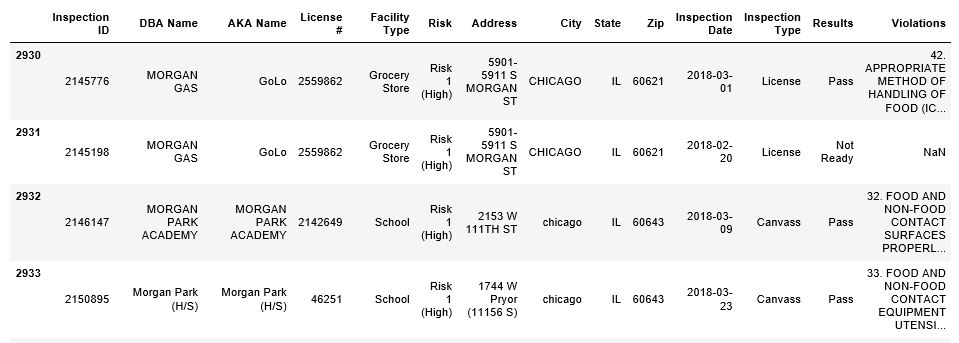 Inspection ID DBA Name AKA Name License # Facility Type Risk Address City State Zip Inspection Date Inspection Type Results Violations
2930 2145776 MORGAN GAS GoLo 2559862 Grocery Store Risk 1 (High) 5901-5911 S MORGAN ST CHICAGO IL 60621 2018-03-01 License Pass 42. APPROPRIATE METHOD OF HANDLING OF FOOD (IC...
2931 2145198 MORGAN GAS GoLo 2559862 Grocery Store Risk 1 (High) 5901-5911 S MORGAN ST CHICAGO IL 60621 2018-02-20 License Not Ready NaN
2932 2146147 MORGAN PARK ACADEMY MORGAN PARK ACADEMY 2142649 School Risk 1 (High) 2153 W 111TH ST chicago IL 60643 2018-03-09 Canvass Pass 32. FOOD AND NON-FOOD CONTACT SURFACES PROPERL...
2933 2150895 Morgan Park (H/S) Morgan Park (H/S) 46251 School Risk 1 (High) 1744 W Pryor (11156 S) chicago IL 60643 2018-03-23 Canvass Pass 33. FOOD AND NON-FOOD CONTACT EQUIPMENT UTENSI...